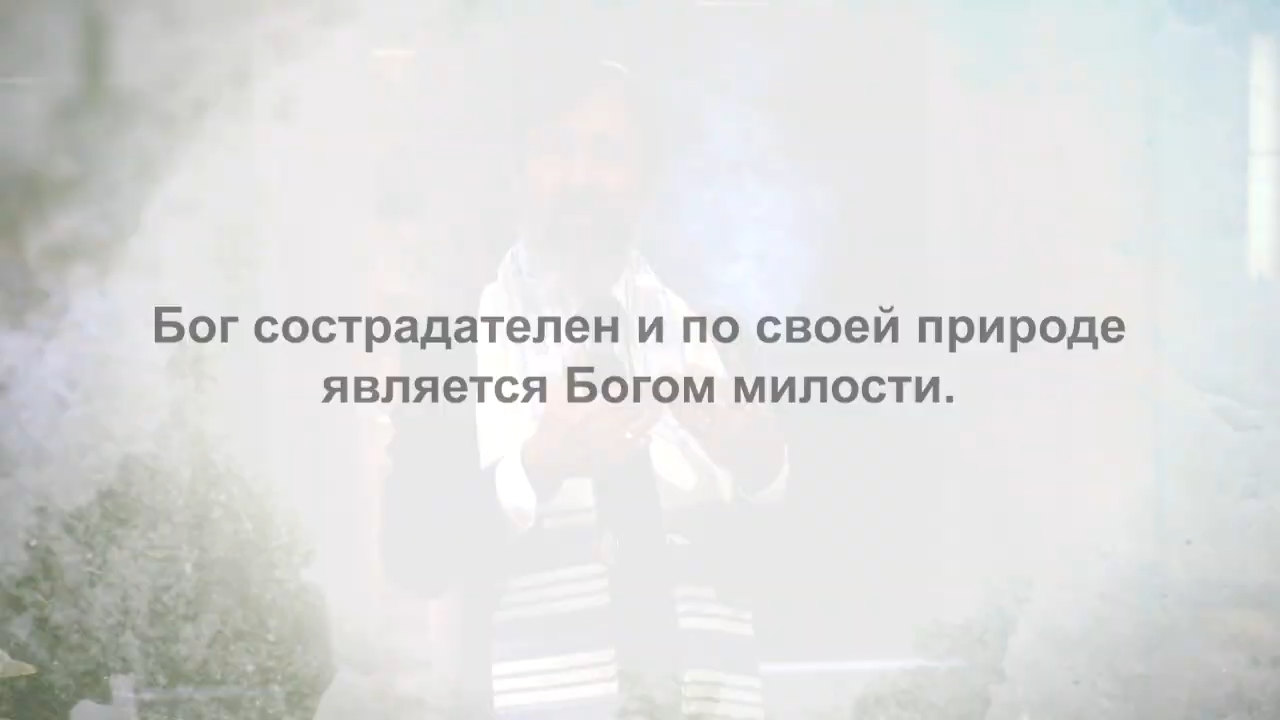 Бог сострадателен и по своей природе
является Богом милости.